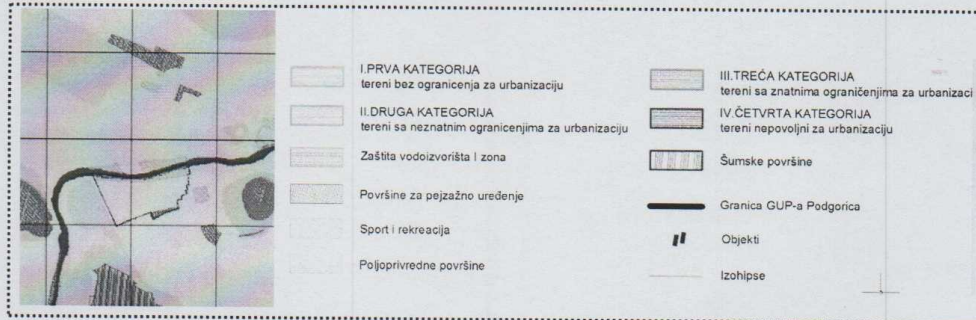 I.PRVA KATEGORIJA
tereni bez ogranicenja za urbanizaciju
II.DRUGA KATEGORIJA
tereni sa neznatnim ogranicenjima za urbanizaciju
Zaštita vodoizvorišta I zona
Površine za pejzažno uređenje
Sport i rekreacija
Poljoprivredne površine
III.TREĆA KATEGORIJA
tereni sa znatnima ograničenjima za urbanizaci
IV.ČETVRTA KATEGORIJA
tereni nepovoljni za urbanizaciju
Šumske površine
Granica GUP-a Podgorica
Objekti
Izohipse